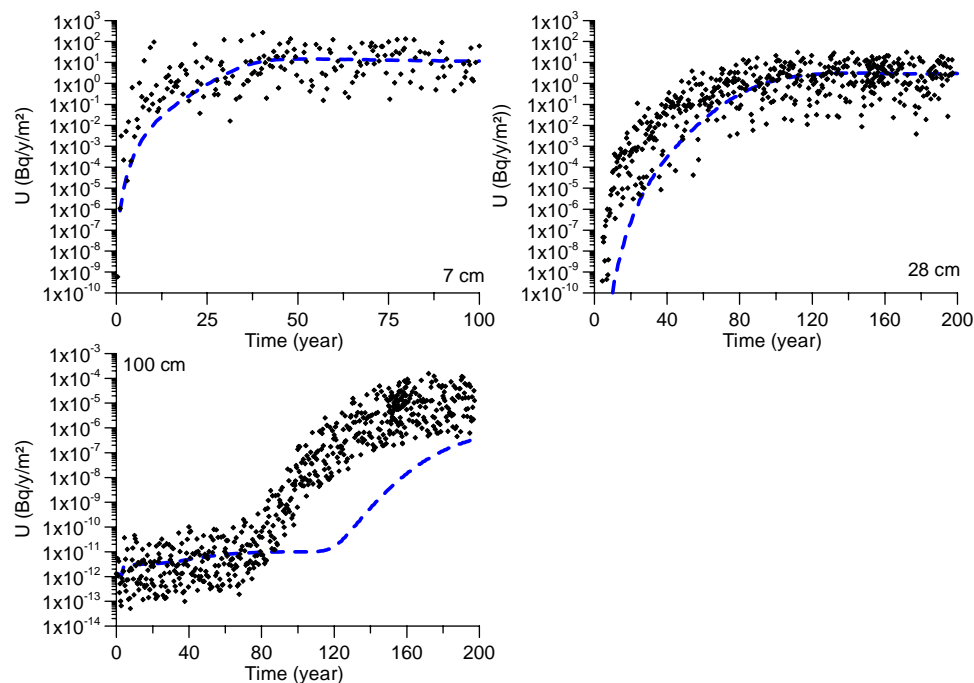 1x10³
1x10²
1x10¹
1x10⁰
1x10⁻¹
1x10⁻²
1x10⁻³
1x10⁻⁴
1x10⁻⁵
1x10⁻⁶
1x10⁻⁷
1x10⁻⁸
1x10⁻⁹
1x10⁻¹⁰
U (Bq/y/m²)
7 cm
0 25 50 75 100
Time (year)
1x10³
1x10²
1x10¹
1x10⁰
1x10⁻¹
1x10⁻²
1x10⁻³
1x10⁻⁴
1x10⁻⁵
1x10⁻⁶
1x10⁻⁷
1x10⁻⁸
1x10⁻⁹
1x10⁻¹⁰
U (Bq/y/m²))
28 cm
0 40 80 120 160 200
Time (year)
1x10⁻³
1x10⁻⁴
1x10⁻⁵
1x10⁻⁶
1x10⁻⁷
1x10⁻⁸
1x10⁻⁹
1x10⁻¹⁰
1x10⁻¹¹
1x10⁻¹²
1x10⁻¹³
1x10⁻¹⁴
U (Bq/y/m²)
100 cm
0 40 80 120 160 200
Time (year)